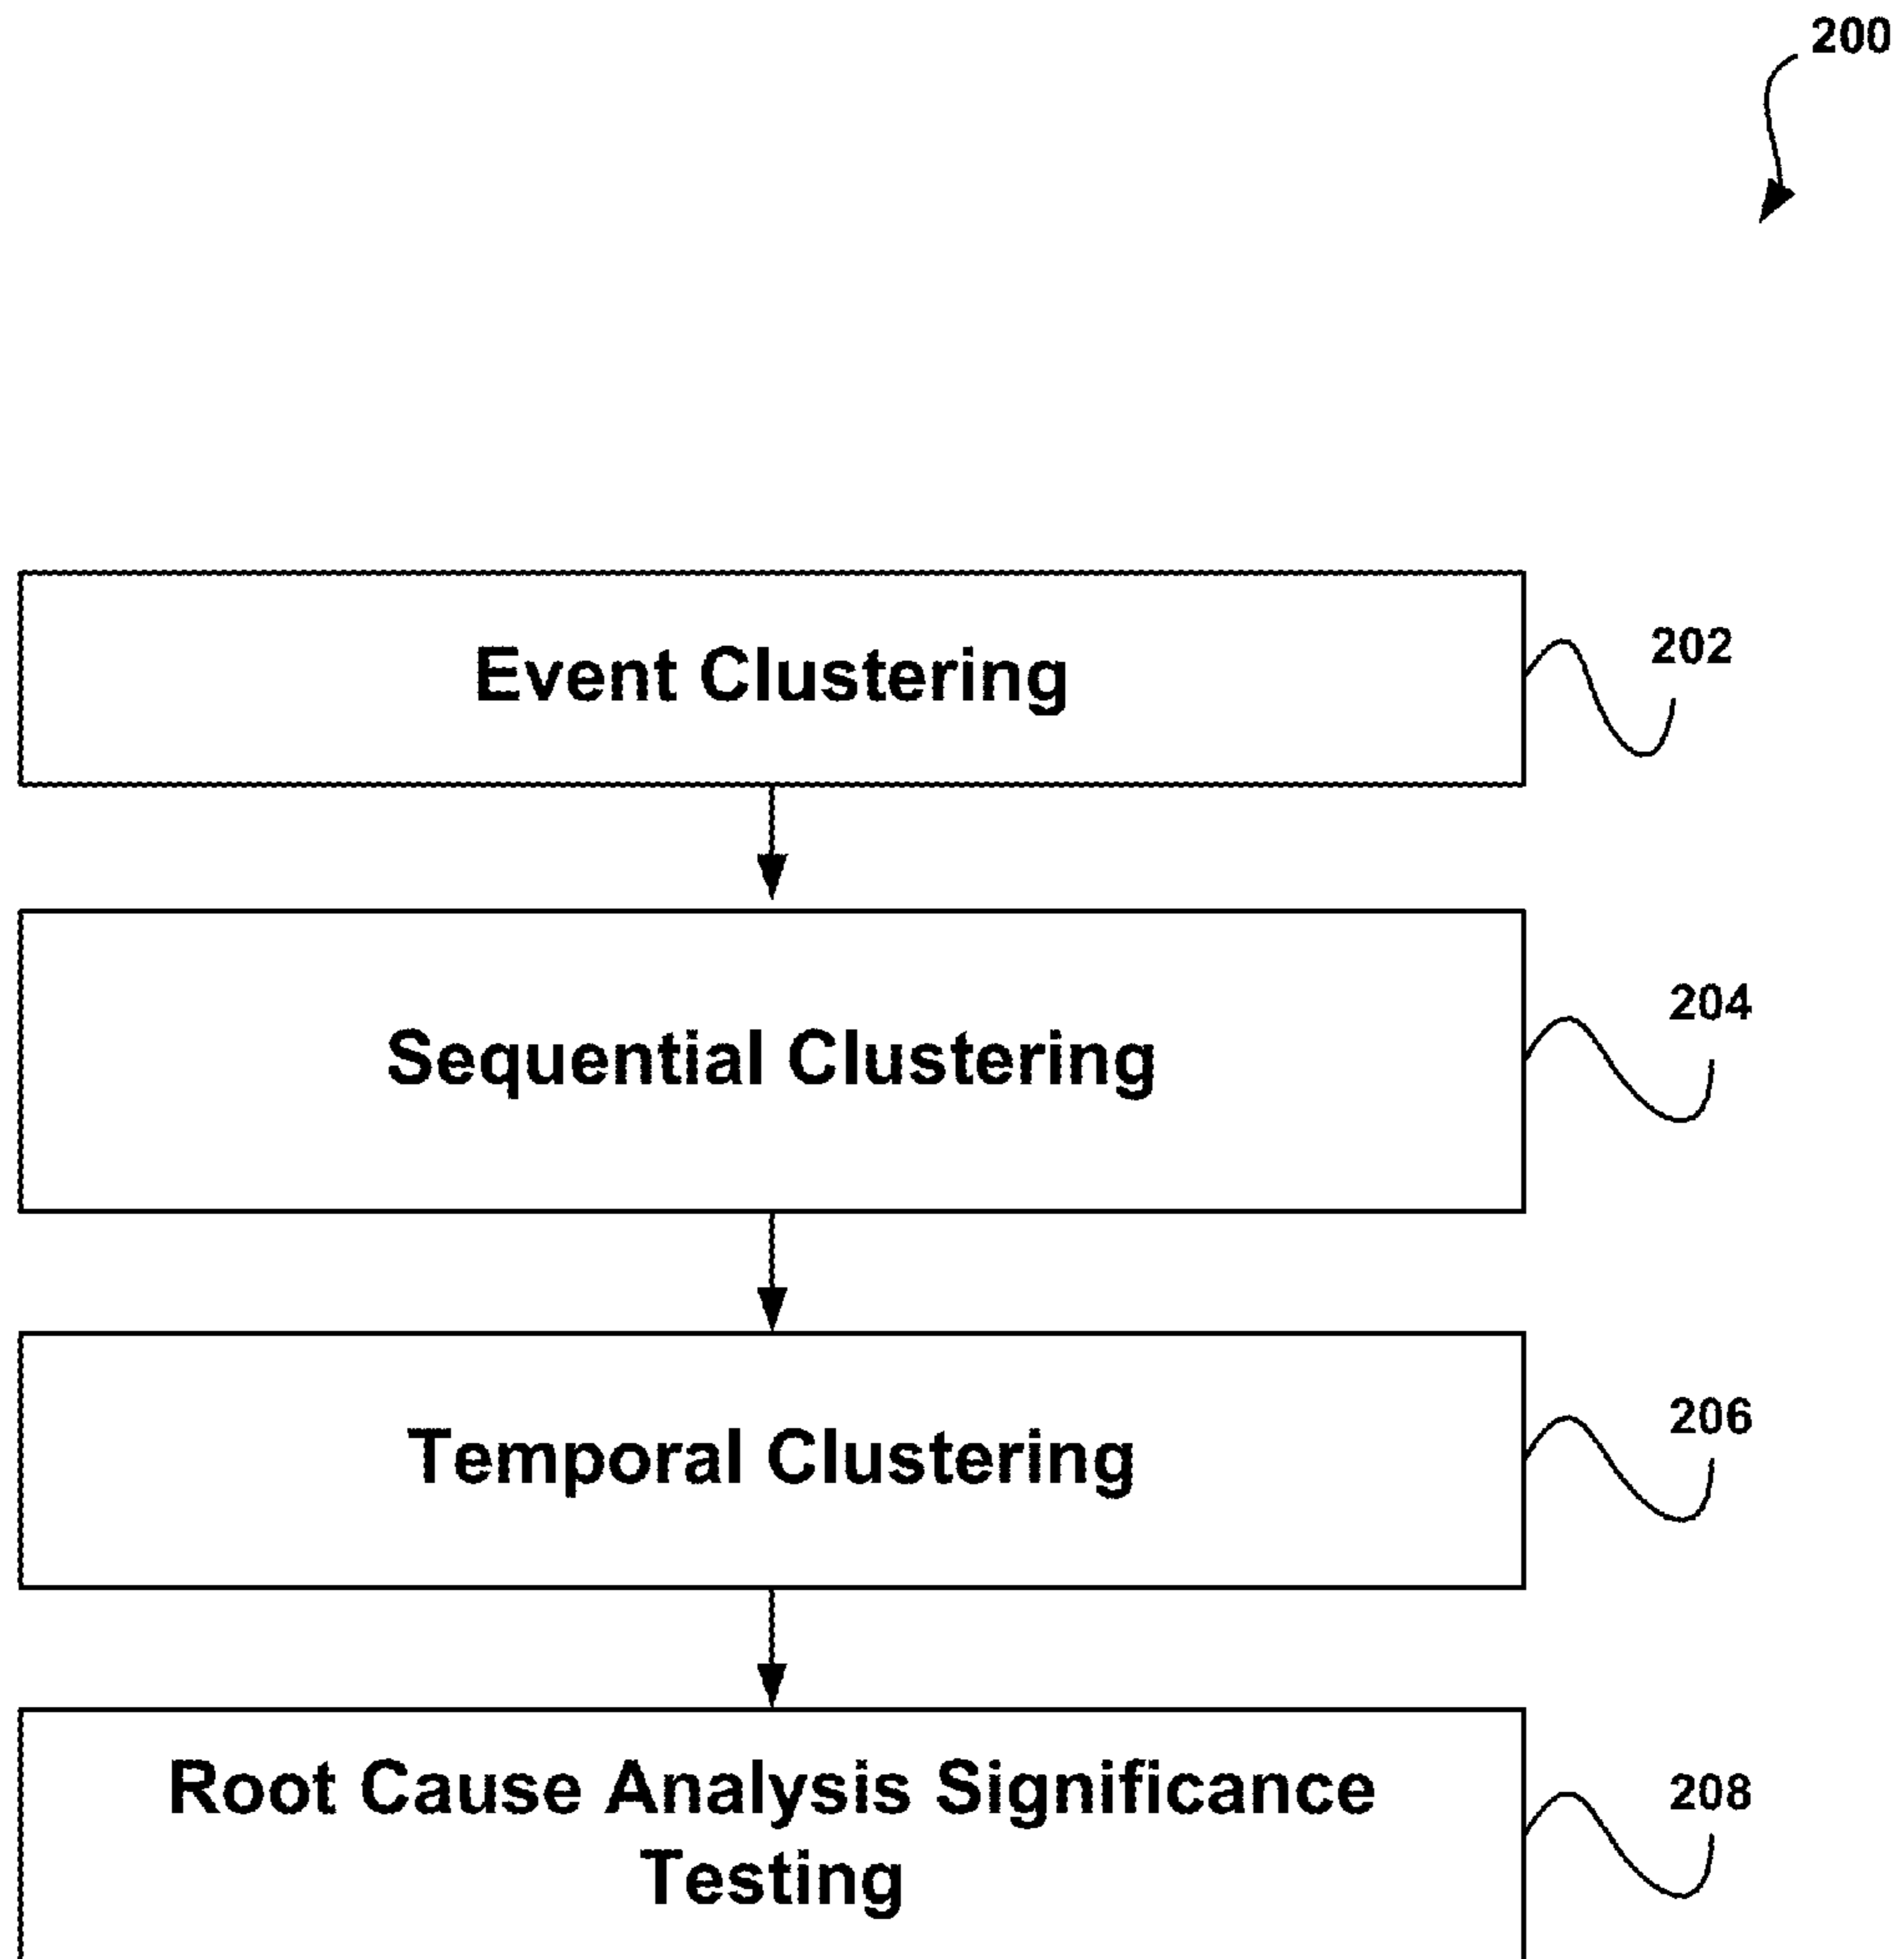 200
Event Clustering
202
Sequential Clustering
204
Temporal Clustering
206
Root Cause Analysis Significance
Testing
208